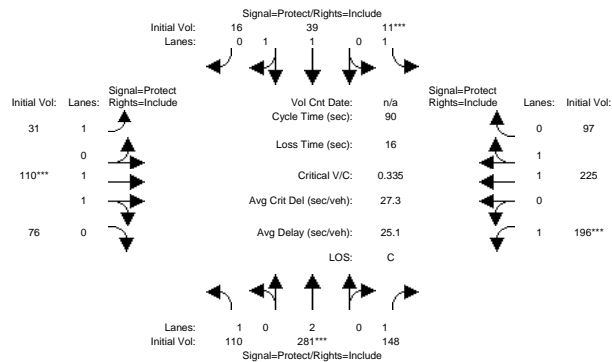 Signal=Protect/Rights=Include
Initial Vol: 16 39 11***
Lanes: 0 1 1 0 1
Signal=Protect
Initial Vol: Lanes: Rights=Include
Vol Cnt Date: n/a
Signal=Protect
Rights=Include Lanes: Initial Vol:
Cycle Time (sec): 90
31 1 0 97
Loss Time (sec): 16
0 1
110*** 1 Critical V/C: 0.335 1 225
1 Avg Crit Del (sec/veh): 27.3 0
76 0 Avg Delay (sec/veh): 25.1 1 196***
LOS: C
Lanes: 1 0 2 0 1
Initial Vol: 110 281*** 148
Signal=Protect/Rights=Include